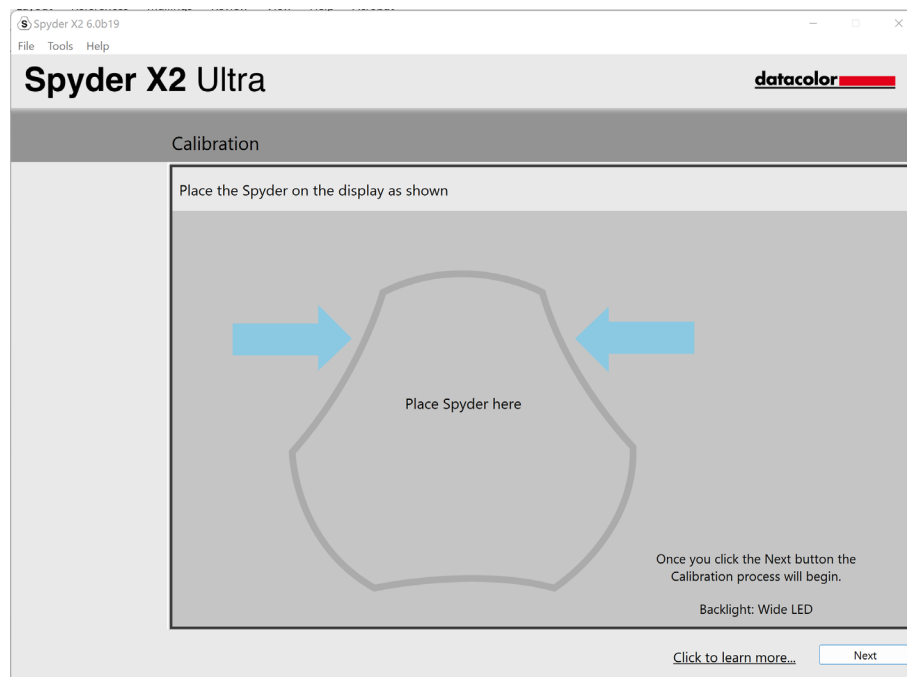 Spyder X2 6.0b19
File Tools Help
Spyder X2 Ultra
datacolor
Calibration
Place the Spyder on the display as shown
Place Spyder here
Once you click the Next button the
Calibration process will begin.
Backlight: Wide LED
Click to learn more...
Next